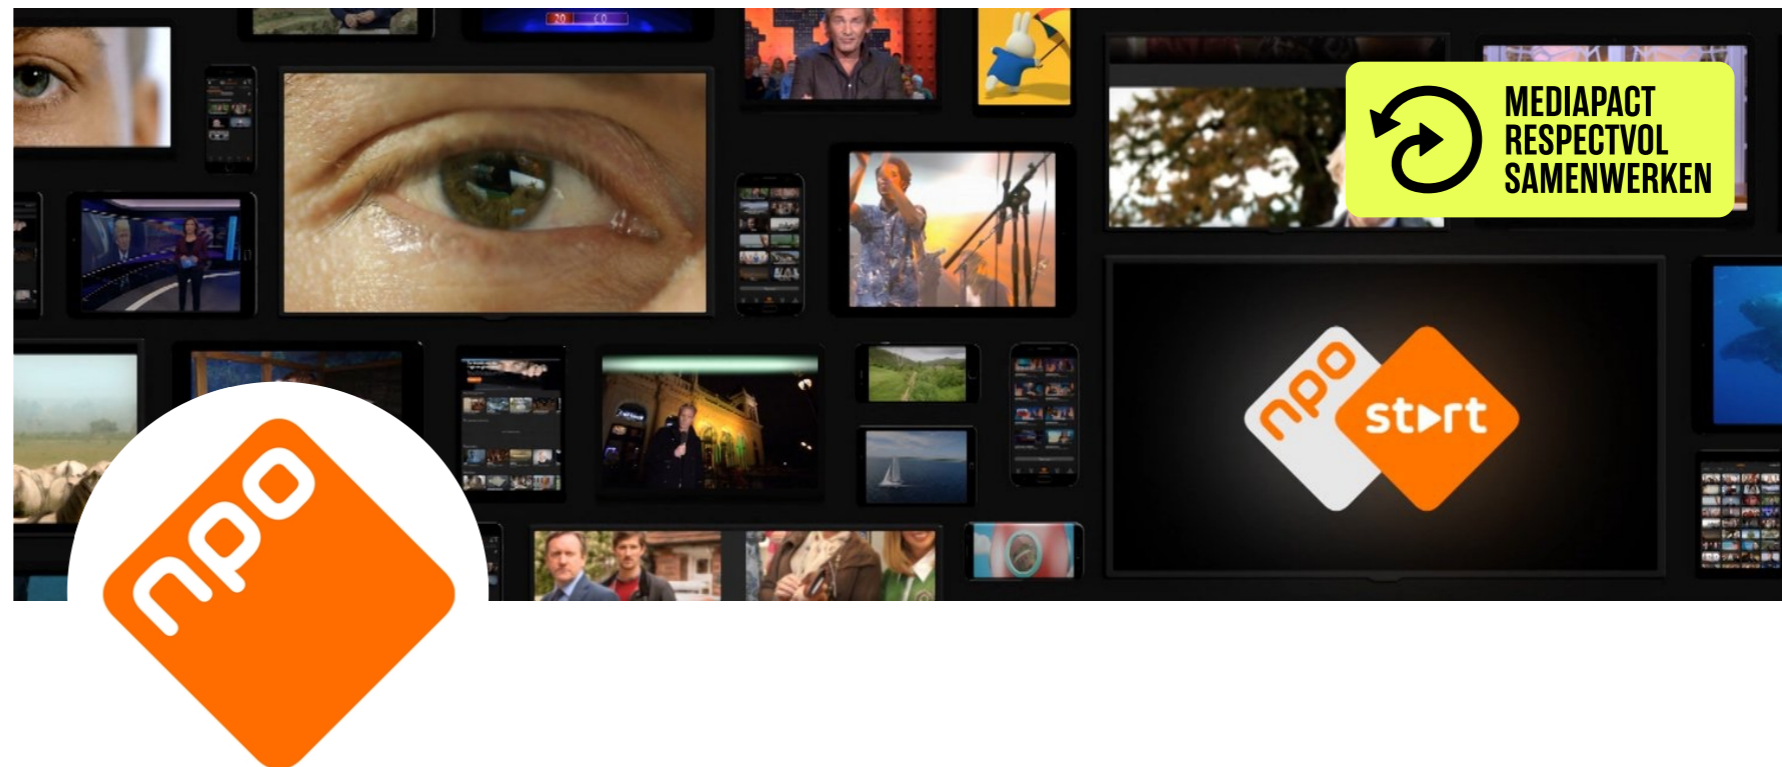 MEDIAPACT
RESPECTVOL
SAMENWERKEN
npo
start
npo